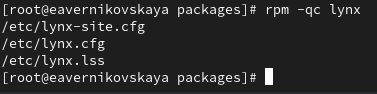 [root@eavernikovskaya packages]# rpm -qc lynx
/etc/lynx-site.cfg
/etc/lynx.cfg
/etc/lynx.lss
[root@eavernikovskaya packages]#